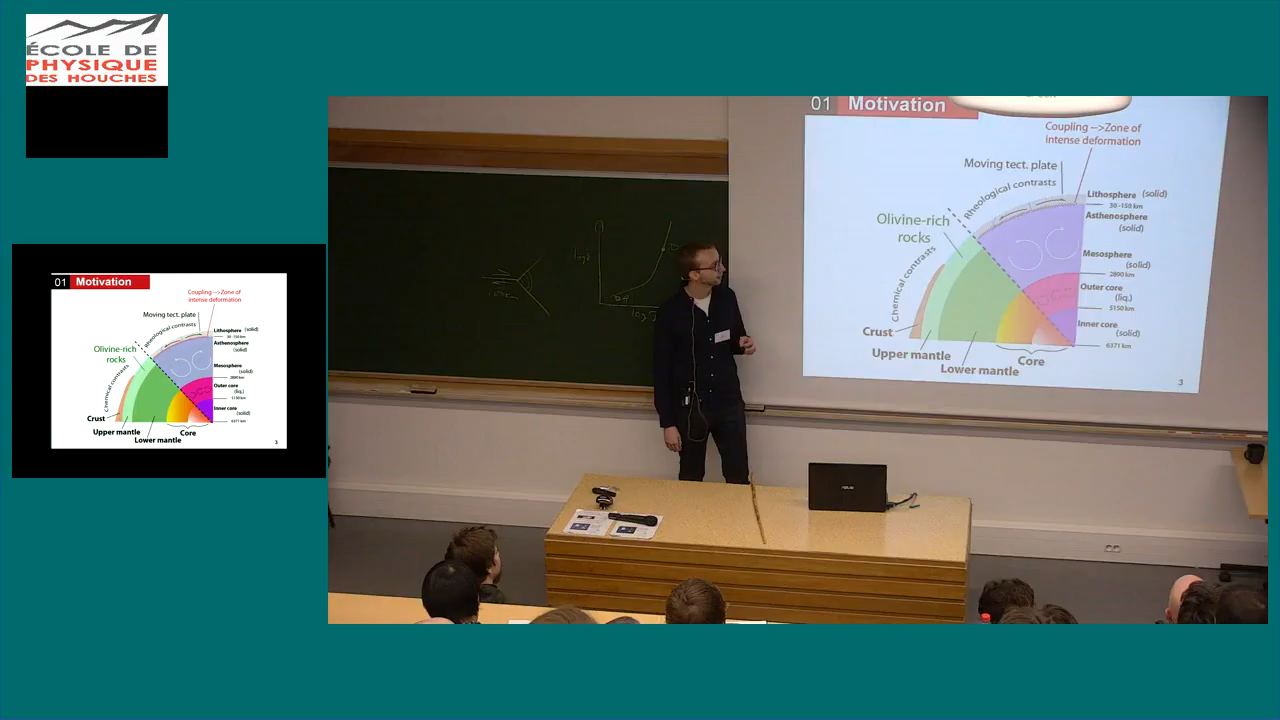 ÉCOLE DE
PHYSIQUE
DES HOUCHES
01 Motivation
Coupling -->Zone of
intense deformation
Moving tect. plate
Rheological contrasts
Lithosphere (solid)
30 -150 km
Asthenosphere
(solid)
Olivine-rich
rocks
Chemical contrasts
Mesosphere
(solid)
2890 km
Outer core
(liq.)
5150 km
Inner core
(solid)
6371 km
Crust
Upper mantle
Lower mantle
Core
3
01 Motivation
Coupling -->Zone of
intense deformation
Moving tect. plate
Rheological contrasts
Lithosphere (solid)
30 -150 km
Asthenosphere
(solid)
Olivine-rich
rocks
Chemical contrasts
Mesosphere
(solid)
2890 km
Outer core
(liq.)
5150 km
Inner core
(solid)
6371 km
Crust
Upper mantle
Lower mantle
Core
3
ASUS